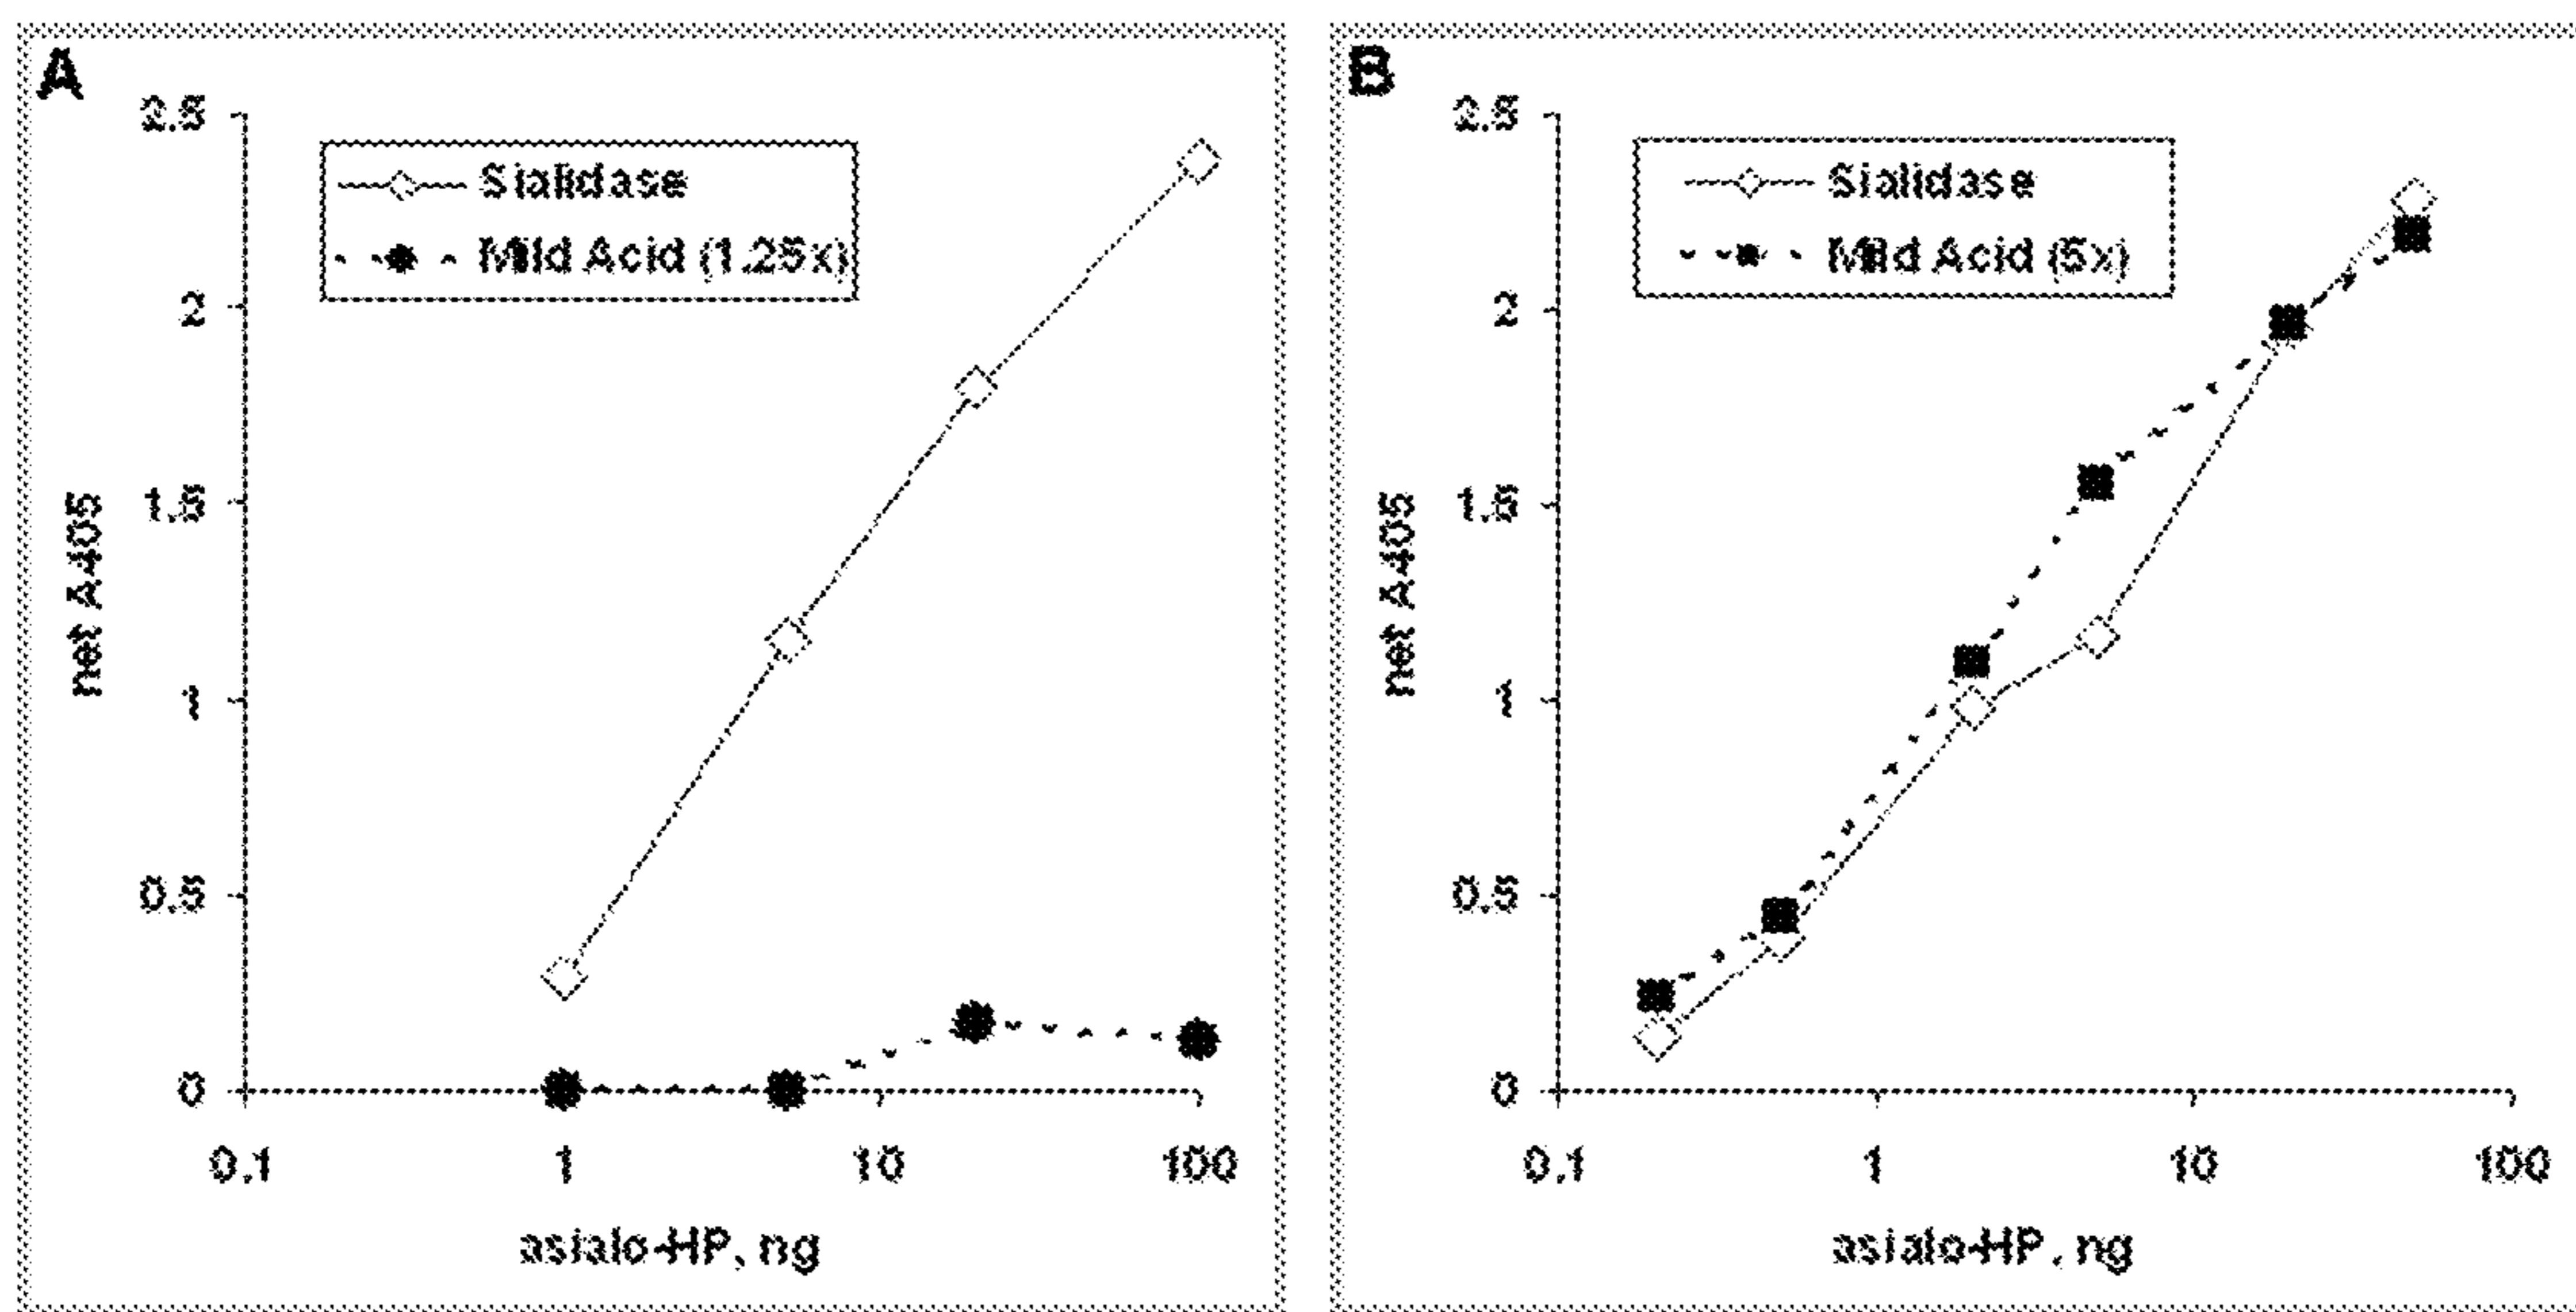 A
2.5
2
1.5
1
0.5
0
net A405
Sialidase
Mild Acid (1.25x)
0.1 1 10 100
asialo-HP, ng
B
2.5
2
1.5
1
0.5
0
net A405
Sialidase
Mild Acid (5x)
0.1 1 10 100
asialo-HP, ng